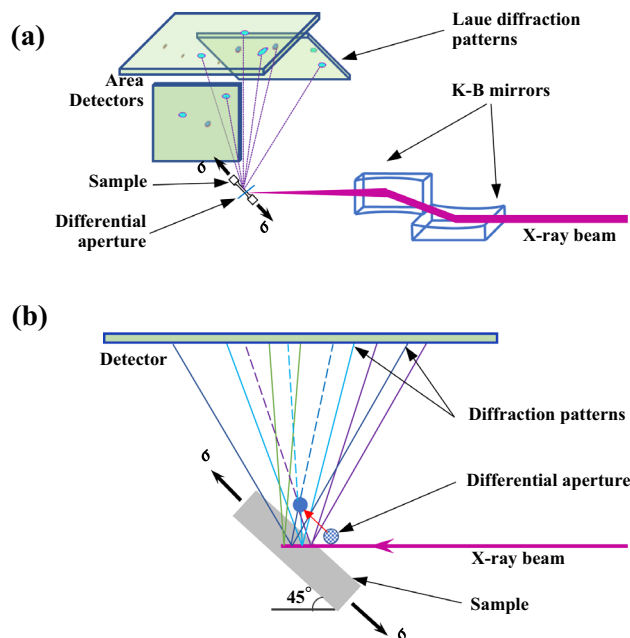 (a)
Laue diffraction
patterns
Area
Detectors
K-B mirrors
σ
Sample
Differential
aperture
σ
X-ray beam
(b)
Detector
Diffraction patterns
σ
Differential aperture
X-ray beam
45°
Sample
σ